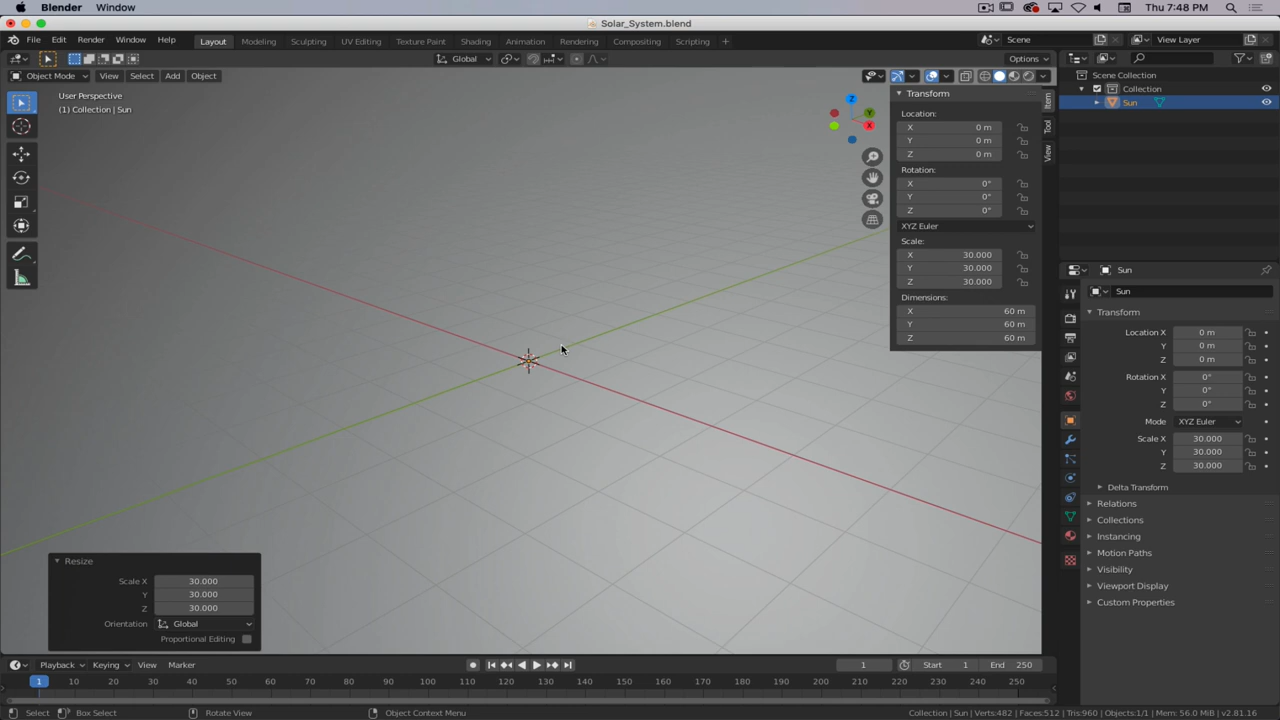 Blender Window Thu 7:48 PM
Solar_System.blend
File Edit Render Window Help Layout Modeling Sculpting UV Editing Texture Paint Shading Animation Rendering Compositing Scripting + Scene View Layer
Global Options
Object Mode View Select Add Object
User Perspective
(1) Collection | Sun
Z
Y
X
Transform
Location:
X 0 m
Y 0 m
Z 0 m
Rotation:
X 0°
Y 0°
Z 0°
XYZ Euler
Scale:
X 30.000
Y 30.000
Z 30.000
Dimensions:
X 60 m
Y 60 m
Z 60 m
Item
Tool
View
Scene Collection
Collection
Sun
Sun
Sun
Transform
Location X 0 m
Y 0 m
Z 0 m
Rotation X 0°
Y 0°
Z 0°
Mode XYZ Euler
Scale X 30.000
Y 30.000
Z 30.000
Delta Transform
Relations
Collections
Instancing
Motion Paths
Visibility
Viewport Display
Custom Properties
Resize
Scale X 30.000
Y 30.000
Z 30.000
Orientation Global
Proportional Editing
Playback Keying View Marker 1 Start 1 End 250
1 10 20 30 40 50 60 70 80 90 100 110 120 130 140 150 160 170 180 190 200 210 220 230 240 250
Select Box Select Rotate View Object Context Menu Collection | Sun | Verts:482 | Faces:512 | Tris:960 | Objects:1/1 | Mem: 56.0 MiB | v2.81.16